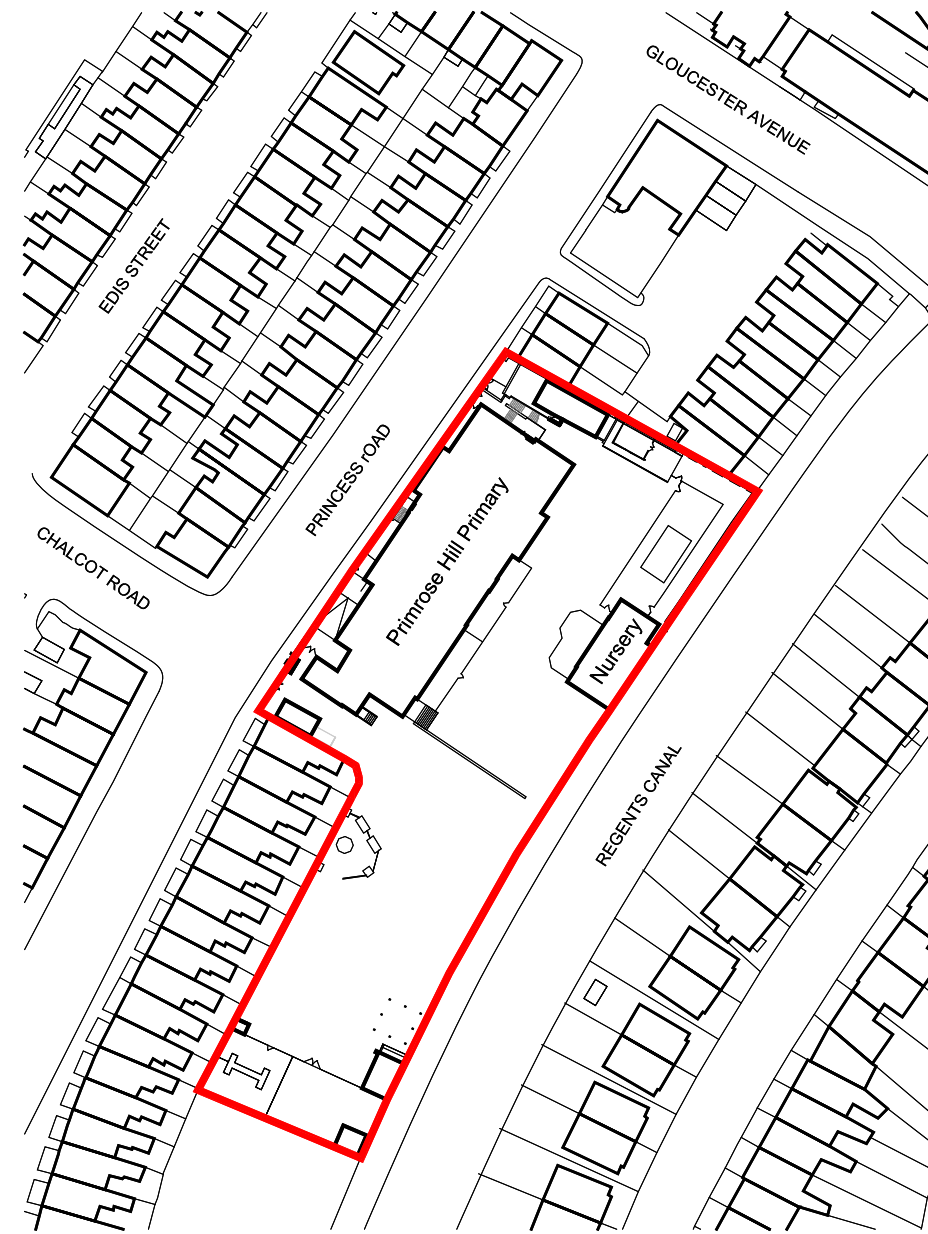 GLOUCESTER AVENUE
EDIS STREET
PRINCESS rOAD
Primrose Hill Primary
CHALCOT ROAD
Nursery
REGENTS CANAL